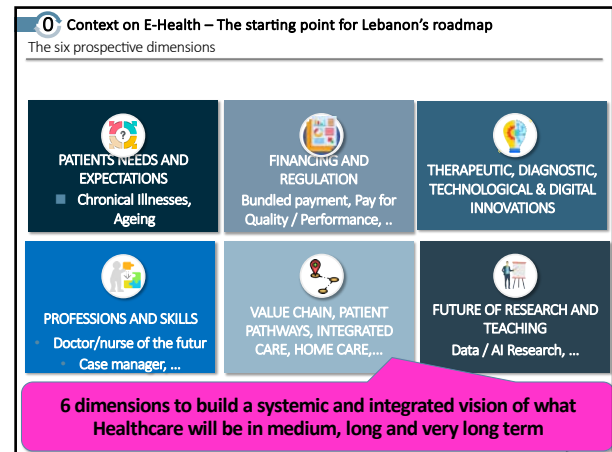 0 Context on E-Health – The starting point for Lebanon's roadmap
The six prospective dimensions
?
PATIENTS NEEDS AND
EXPECTATIONS
Chronical Illnesses,
Ageing
FINANCING AND
REGULATION
Bundled payment, Pay for
Quality / Performance, ..
THERAPEUTIC, DIAGNOSTIC,
TECHNOLOGICAL & DIGITAL
INNOVATIONS
PROFESSIONS AND SKILLS
• Doctor/nurse of the futur
• Case manager, ...
VALUE CHAIN, PATIENT
PATHWAYS, INTEGRATED
CARE, HOME CARE,...
FUTURE OF RESEARCH AND
TEACHING
Data / AI Research, ...
6 dimensions to build a systemic and integrated vision of what
Healthcare will be in medium, long and very long term